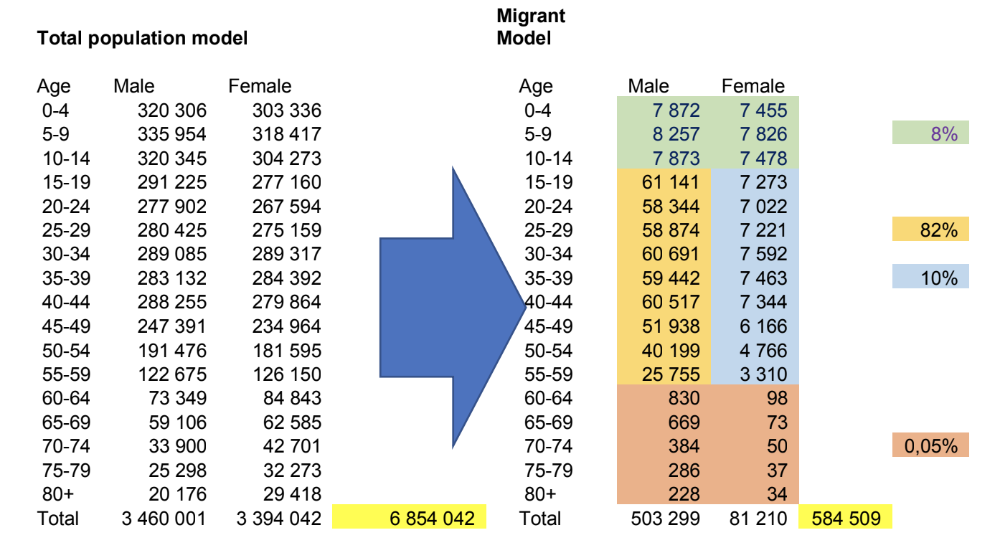 Migrant
Total population model Model
Age Male Female Age Male Female
0-4 320 306 303 336 0-4 7 872 7 455
5-9 335 954 318 417 5-9 8 257 7 826 8%
10-14 320 345 304 273 10-14 7 873 7 478
15-19 291 225 277 160 15-19 61 141 7 273
20-24 277 902 267 594 20-24 58 344 7 022
25-29 280 425 275 159 25-29 58 874 7 221 82%
30-34 289 085 289 317 30-34 60 691 7 592
35-39 283 132 284 392 35-39 59 442 7 463 10%
40-44 288 255 279 864 40-44 60 517 7 344
45-49 247 391 234 964 45-49 51 938 6 166
50-54 191 476 181 595 50-54 40 199 4 766
55-59 122 675 126 150 55-59 25 755 3 310
60-64 73 349 84 843 60-64 830 98
65-69 59 106 62 585 65-69 669 73
70-74 33 900 42 701 70-74 384 50 0,05%
75-79 25 298 32 273 75-79 286 37
80+ 20 176 29 418 80+ 228 34
Total 3 460 001 3 394 042 6 854 042 Total 503 299 81 210 584 509